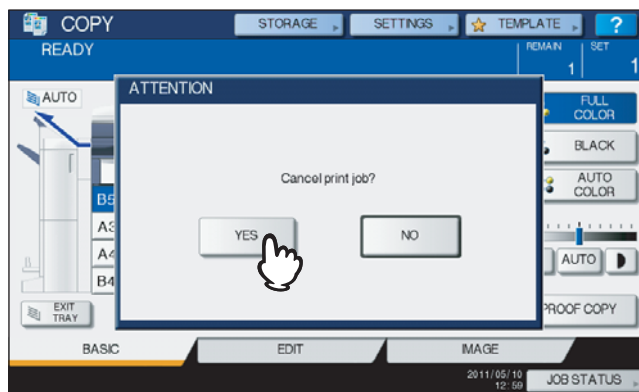 COPY
STORAGE
SETTINGS
TEMPLATE
?
READY
REMAIN
SET
1
1
AUTO
ATTENTION
FULL
COLOR
BLACK
Cancel print job?
AUTO
COLOR
B5
A3
YES
NO
A4
AUTO
B4
EXIT
TRAY
PROOF COPY
BASIC
EDIT
IMAGE
2011/05/10
12:59
JOB STATUS